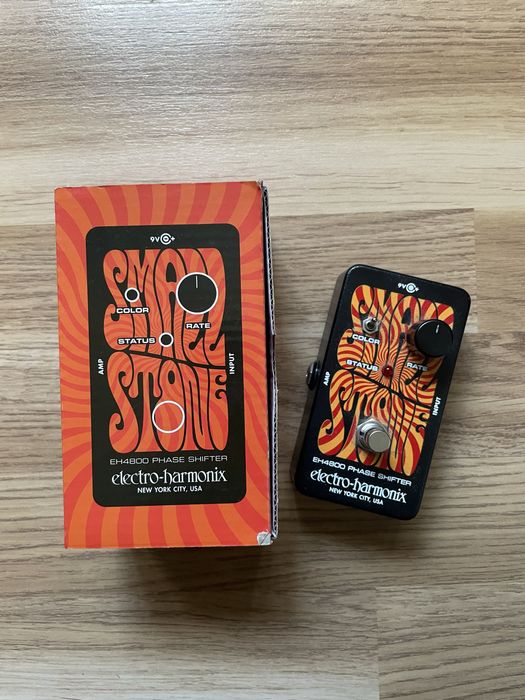 9V
SMALL
COLOR
RATE
STATUS
AMP
INPUT
STONE
EH4800 PHASE SHIFTER
electro-harmonix
NEW YORK CITY, USA
9V
SMALL
COLOR
STATUS
RATE
AMP
INPUT
STONE
EH4800 PHASE SHIFTER
electro-harmonix
NEW YORK CITY, USA